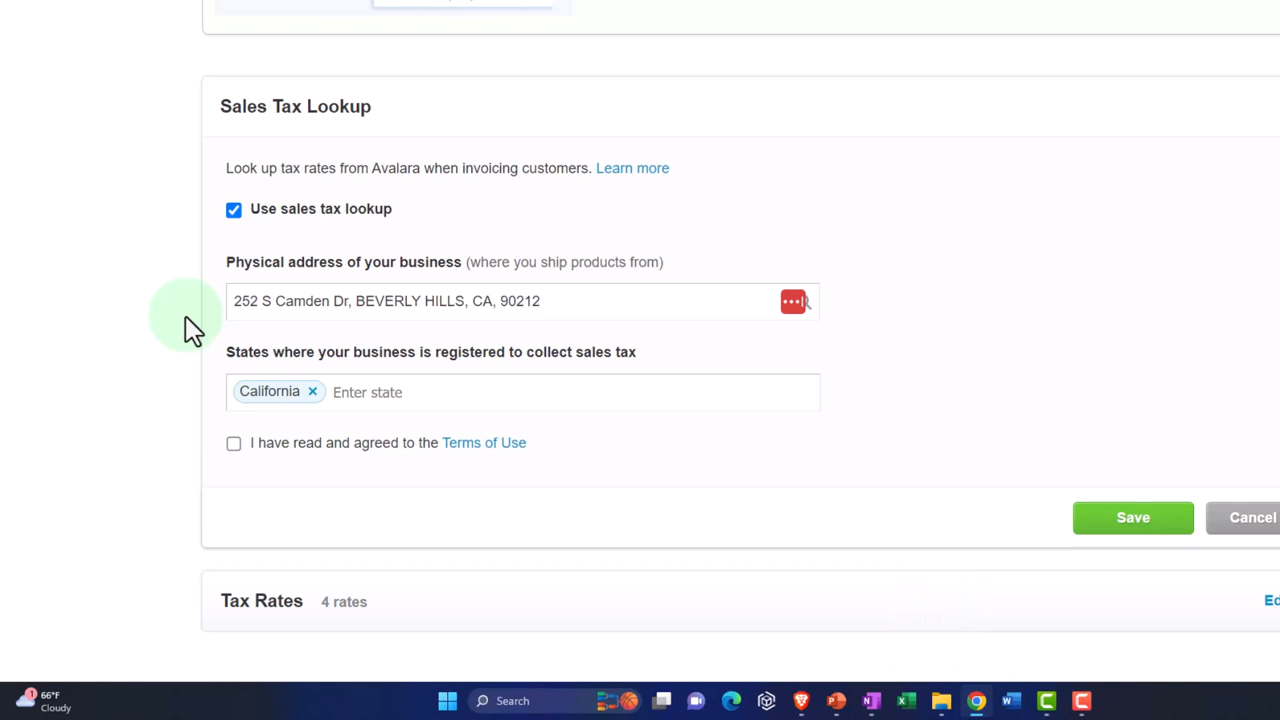 Sales Tax Lookup
Look up tax rates from Avalara when invoicing customers. Learn more
Use sales tax lookup
Physical address of your business (where you ship products from)
252 S Camden Dr, BEVERLY HILLS, CA, 90212
States where your business is registered to collect sales tax
California × Enter state
I have read and agreed to the Terms of Use
Save Cancel
Tax Rates 4 rates
1 66°F
Cloudy
Search